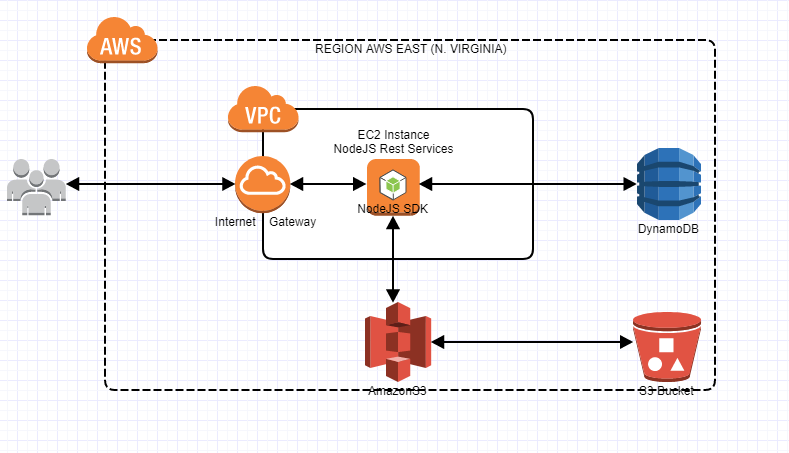 AWS
REGION AWS EAST (N. VIRGINIA)
VPC
EC2 Instance
NodeJS Rest Services
NodeJS SDK
Internet Gateway
DynamoDB
AmazonS3
S3 Bucket